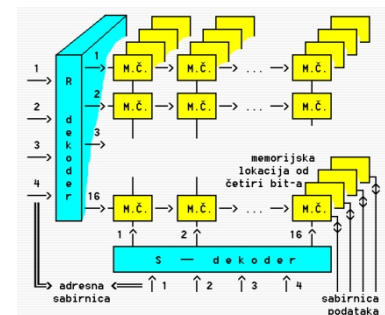 1
R
1
M.Č. M.Č. ... M.Č.
2
d
e
k
o
d
e
r
2
M.Č. M.Č. ... M.Č.
3
3
memorijska
lokacija od
četiri bit-a
4
16
M.Č. M.Č. ... M.Č.
1 2 16
S — dekoder
adresna
sabirnica
1 2 3 4
sabirnica
podataka